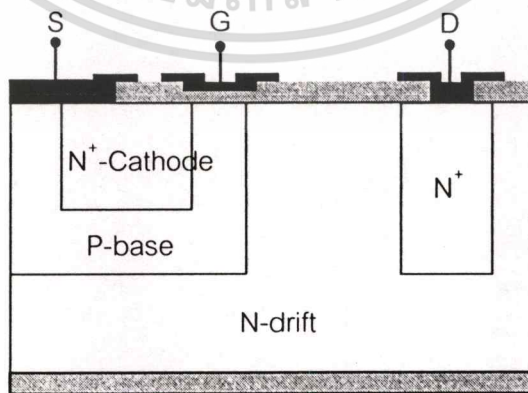 S G D
N⁺-Cathode
N⁺
P-base
N-drift